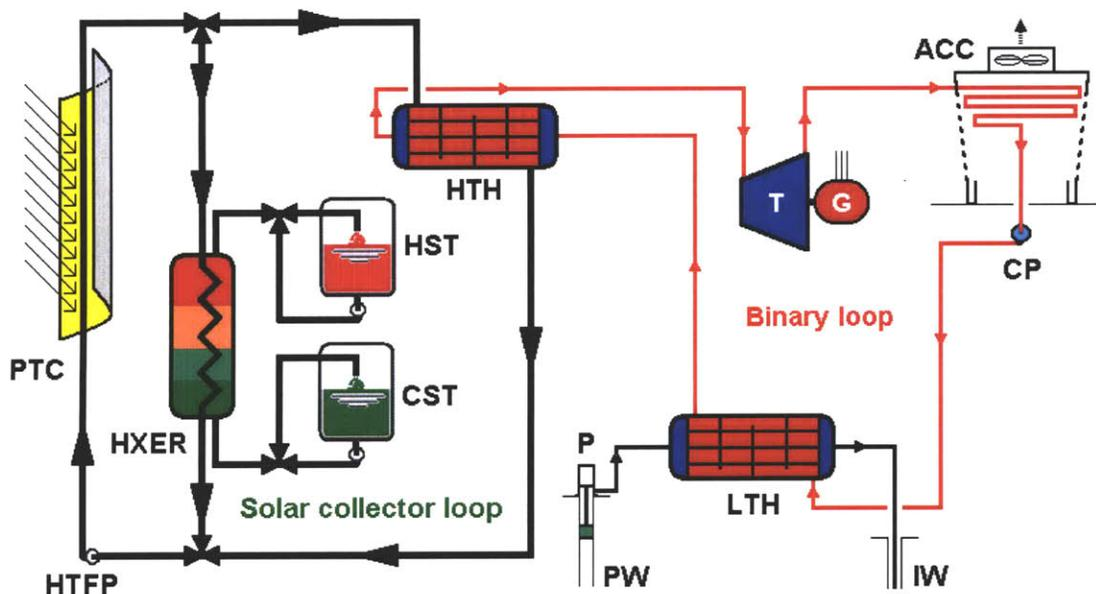 ACC
HTH
T
G
HST
CP
Binary loop
PTC
CST
HXER
P
LTH
Solar collector loop
HTFP
PW
IW